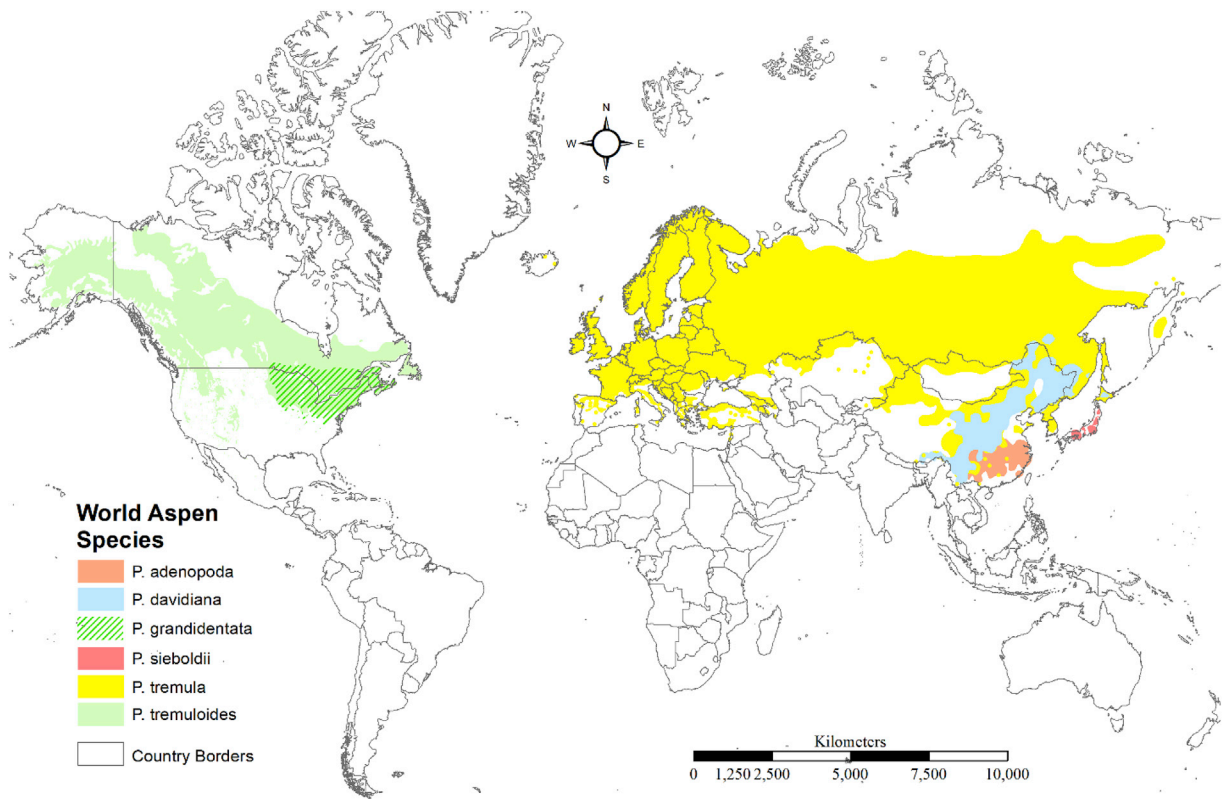 N
W E
S
World Aspen
Species
P. adenopoda
P. davidiana
P. grandidentata
P. sieboldii
P. tremula
P. tremuloides
Country Borders
Kilometers
0 1,250 2,500 5,000 7,500 10,000